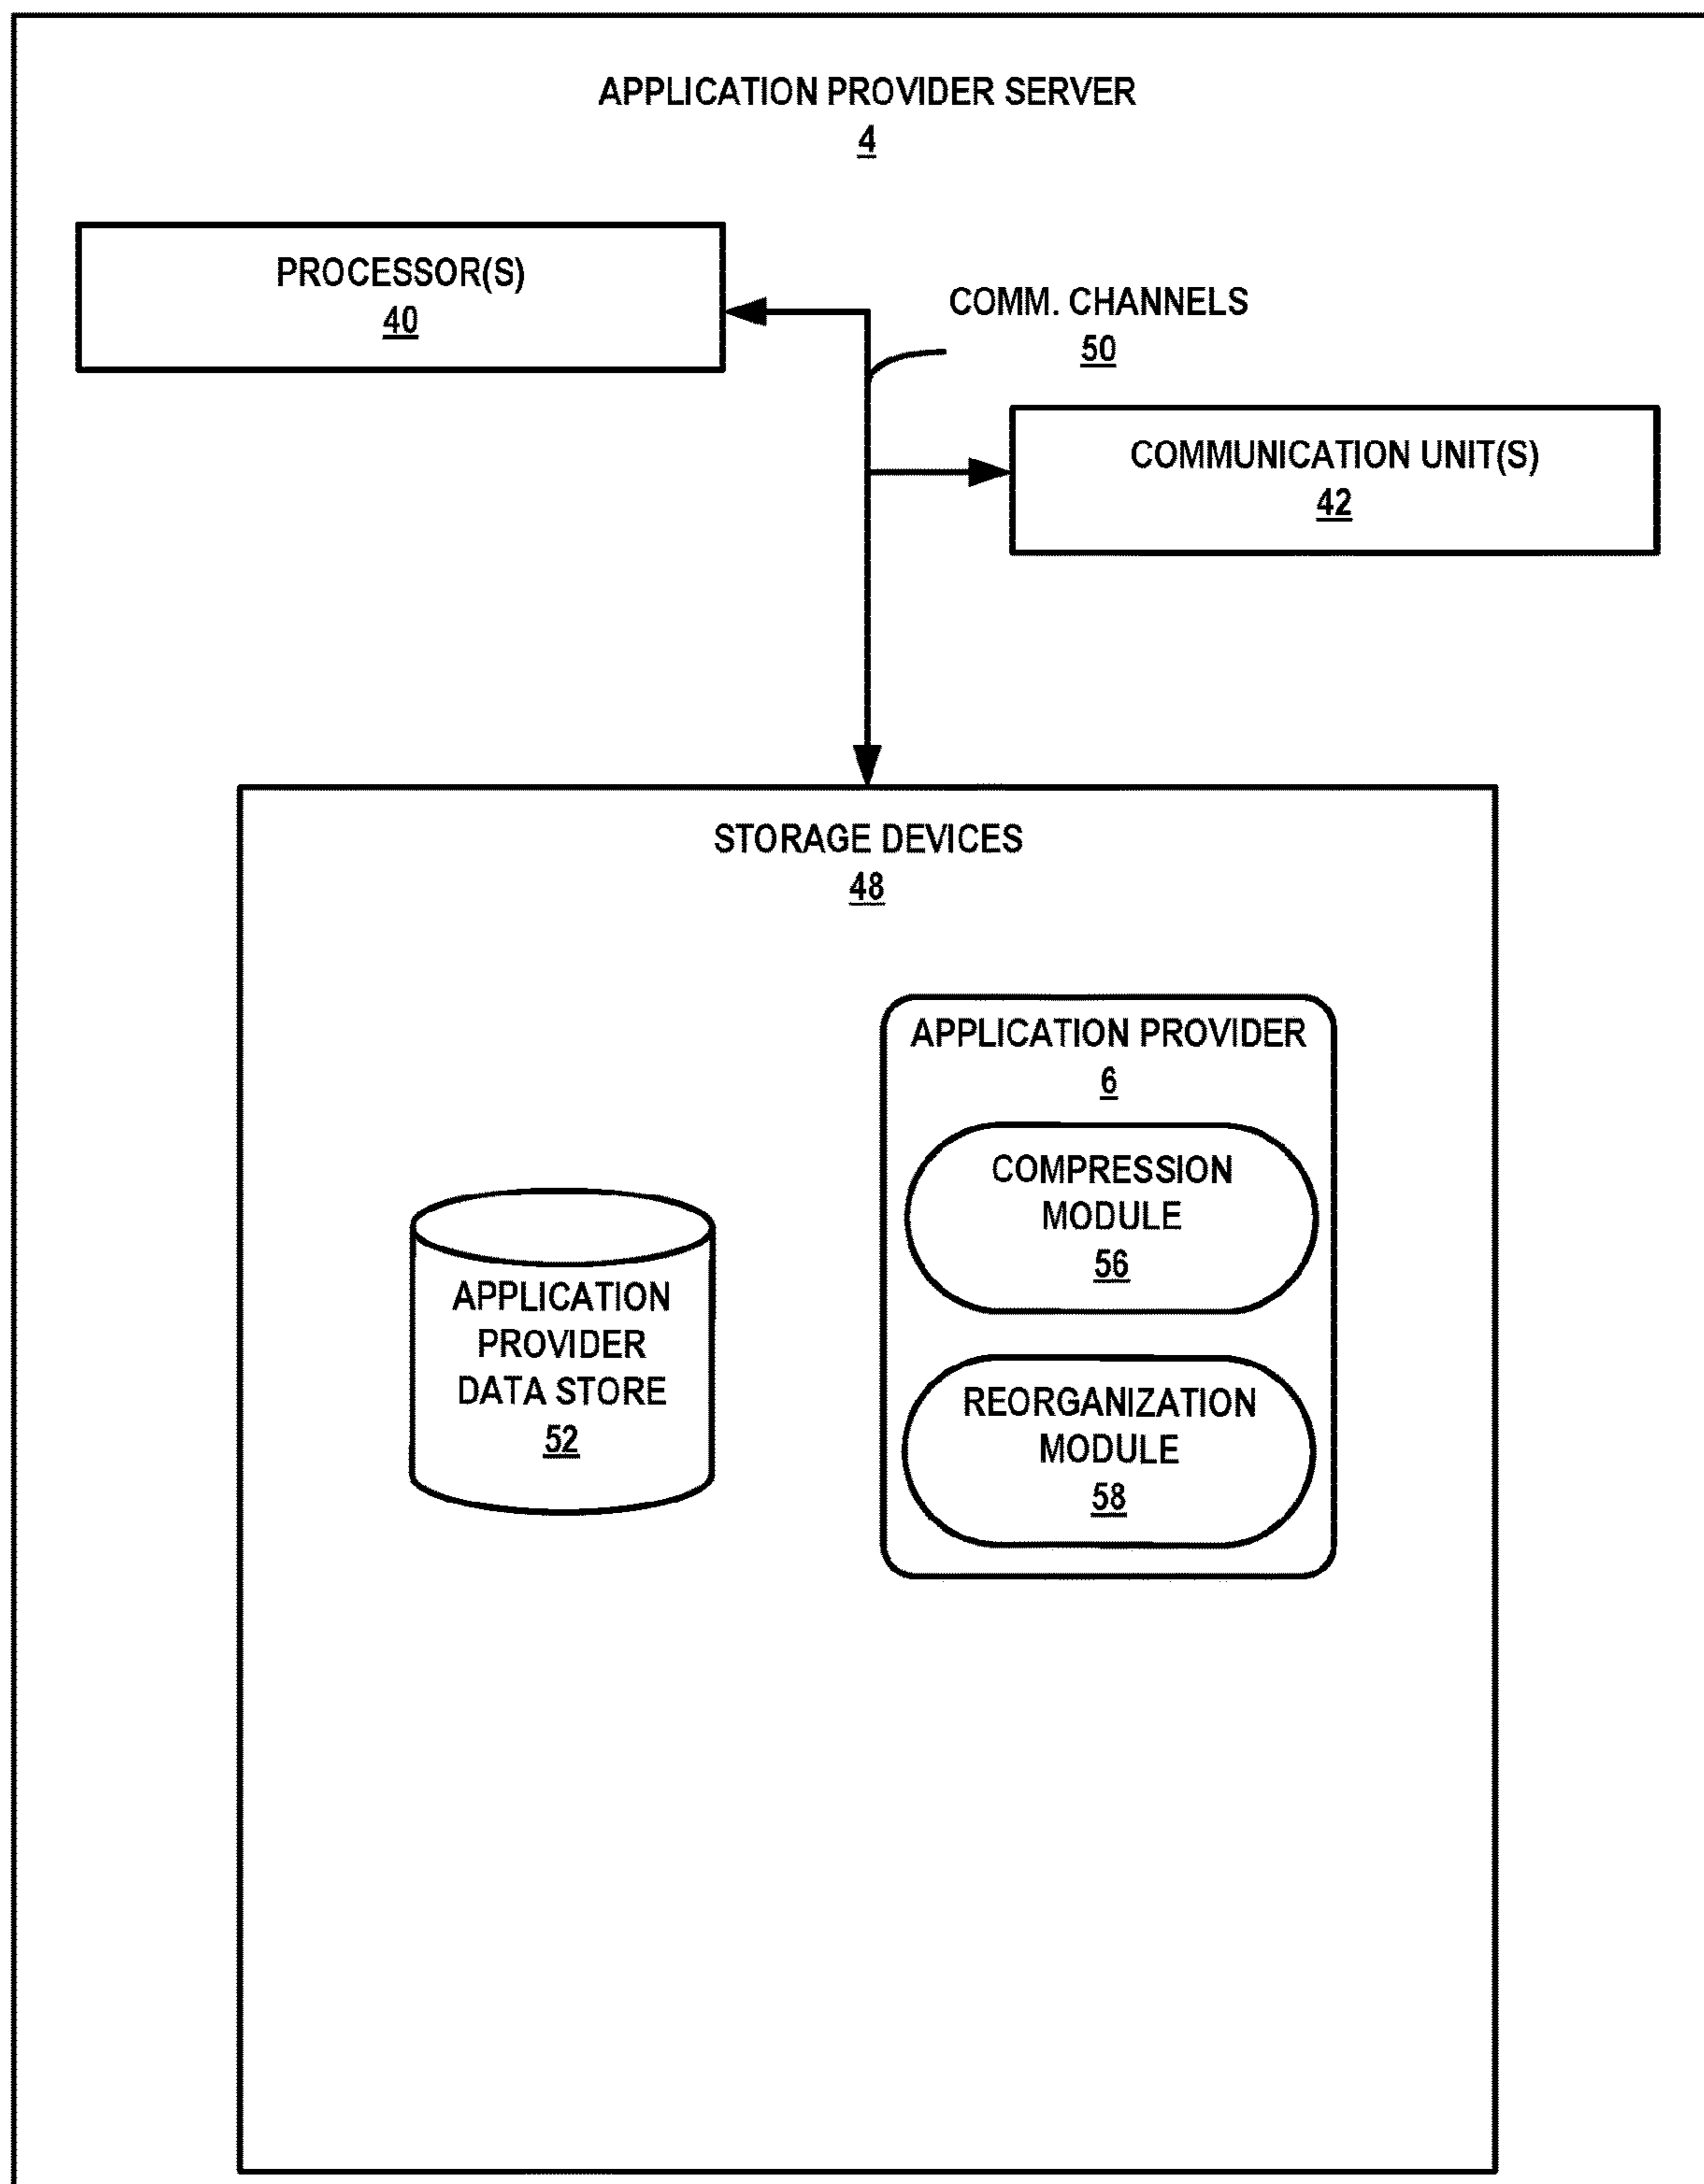 APPLICATION PROVIDER SERVER
4
PROCESSOR(S)
40
COMM. CHANNELS
50
COMMUNICATION UNIT(S)
42
STORAGE DEVICES
48
APPLICATION PROVIDER
6
COMPRESSION
MODULE
56
APPLICATION
PROVIDER
DATA STORE
52
REORGANIZATION
MODULE
58